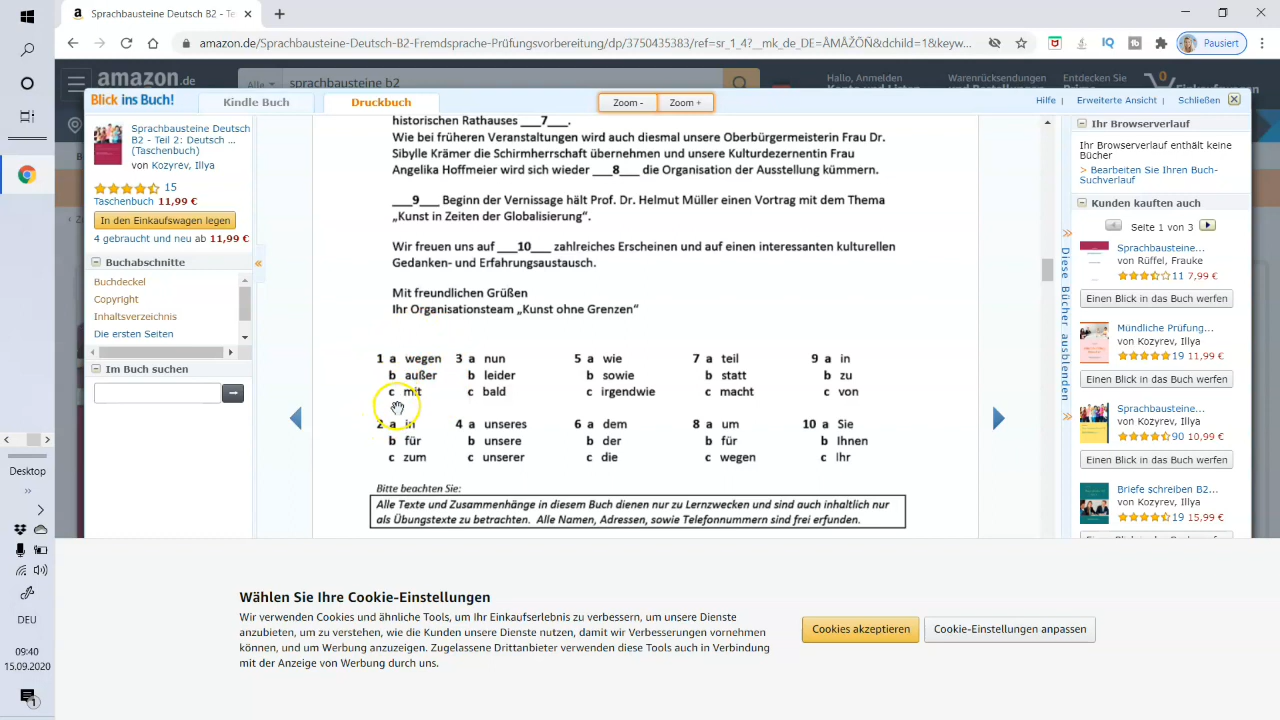 Sprachbausteine Deutsch B2 - Te
amazon.de/Sprachbausteine-Deutsch-B2-Fremdsprache-Prüfungsvorbereitung/dp/3750435383/ref=sr_1_4?__mk_de_DE=ÅMÅŽÕÑ&dchild=1&keyw...
Pausiert
amazon.de
Alle
sprachbausteine b2
Hallo, Anmelden
Warenrücksendungen
Entdecken Sie
0
Blick ins Buch!
Kindle Buch
Druckbuch
Zoom -
Zoom +
Hilfe |
Erweiterte Ansicht |
Schließen
Sprachbausteine Deutsch
B2 - Teil 2: Deutsch ...
(Taschenbuch)
von Kozyrev, Illya
15
Taschenbuch 11,99 €
In den Einkaufswagen legen
4 gebraucht und neu ab 11,99 €
Buchabschnitte
Buchdeckel
Copyright
Inhaltsverzeichnis
Die ersten Seiten
Im Buch suchen
historischen Rathauses ___7___.
Wie bei früheren Veranstaltungen wird auch diesmal unsere Oberbürgermeisterin Frau Dr.
Sibylle Krämer die Schirmherrschaft übernehmen und unsere Kulturdezernentin Frau
Angelika Hoffmeier wird sich wieder ___8___ die Organisation der Ausstellung kümmern.
___9___ Beginn der Vernissage hält Prof. Dr. Helmut Müller einen Vortrag mit dem Thema
„Kunst in Zeiten der Globalisierung“.
Wir freuen uns auf ___10___ zahlreiches Erscheinen und auf einen interessanten kulturellen
Gedanken- und Erfahrungsaustausch.
Mit freundlichen Grüßen
Ihr Organisationsteam „Kunst ohne Grenzen“
1 a wegen 3 a nun 5 a wie 7 a teil 9 a in
b außer b leider b sowie b statt b zu
c mit c bald c irgendwie c macht c von
2 a in 4 a unseres 6 a dem 8 a um 10 a Sie
b für b unsere b der b für b Ihnen
c zum c unserer c die c wegen c Ihr
Bitte beachten Sie:
Alle Texte und Zusammenhänge in diesem Buch dienen nur zu Lernzwecken und sind auch inhaltlich nur
als Übungstexte zu betrachten. Alle Namen, Adressen, sowie Telefonnummern sind frei erfunden.
Diese Bücher ausblenden
Ihr Browserverlauf
Ihr Browserverlauf enthält keine
Bücher
> Bearbeiten Sie Ihren Buch-
Suchverlauf
Kunden kauften auch
Seite 1 von 3
Sprachbausteine...
von Rüffel, Frauke
11 7,99 €
Einen Blick in das Buch werfen
Mündliche Prüfung...
von Kozyrev, Illya
19 11,99 €
Einen Blick in das Buch werfen
Sprachbausteine...
von Kozyrev, Illya
90 10,99 €
Einen Blick in das Buch werfen
Briefe schreiben B2...
von Kozyrev, Illya
19 15,99 €
Wählen Sie Ihre Cookie-Einstellungen
Wir verwenden Cookies und ähnliche Tools, um Ihr Einkaufserlebnis zu verbessern, um unsere Dienste
anzubieten, um zu verstehen, wie die Kunden unsere Dienste nutzen, damit wir Verbesserungen vornehmen
können, und um Werbung anzuzeigen. Zugelassene Drittanbieter verwenden diese Tools auch in Verbindung
mit der Anzeige von Werbung durch uns.
Cookies akzeptieren
Cookie-Einstellungen anpassen
Desktop
DEU
09:40
15.09.2020
1